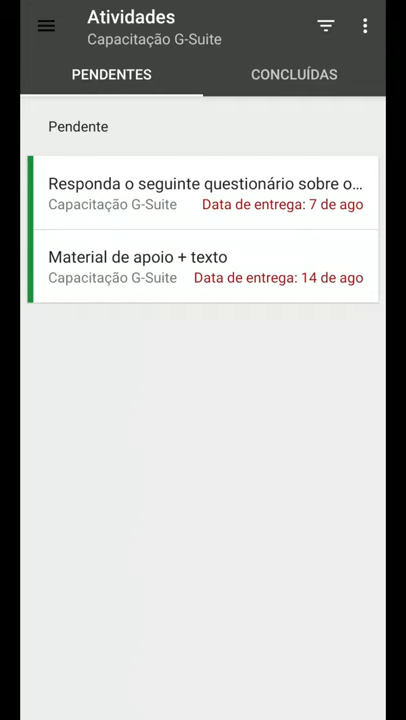 Atividades
Capacitação G-Suite
PENDENTES
CONCLUÍDAS
Pendente
Responda o seguinte questionário sobre o...
Capacitação G-Suite
Data de entrega: 7 de ago
Material de apoio + texto
Capacitação G-Suite
Data de entrega: 14 de ago